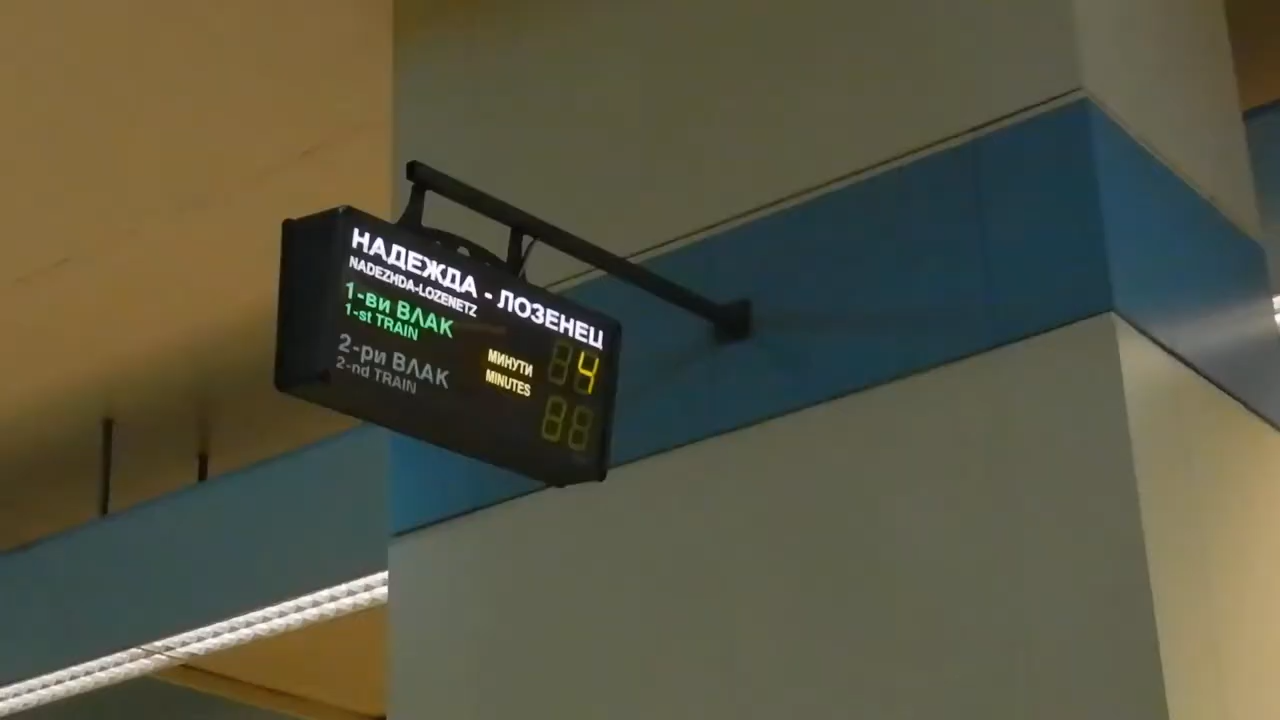 НАДЕЖДА - ЛОЗЕНЕЦ
NADEZHDA-LOZENETZ
1-ви ВЛАК
1-st TRAIN
МИНУТИ 4
MINUTES
2-ри ВЛАК
2-nd TRAIN